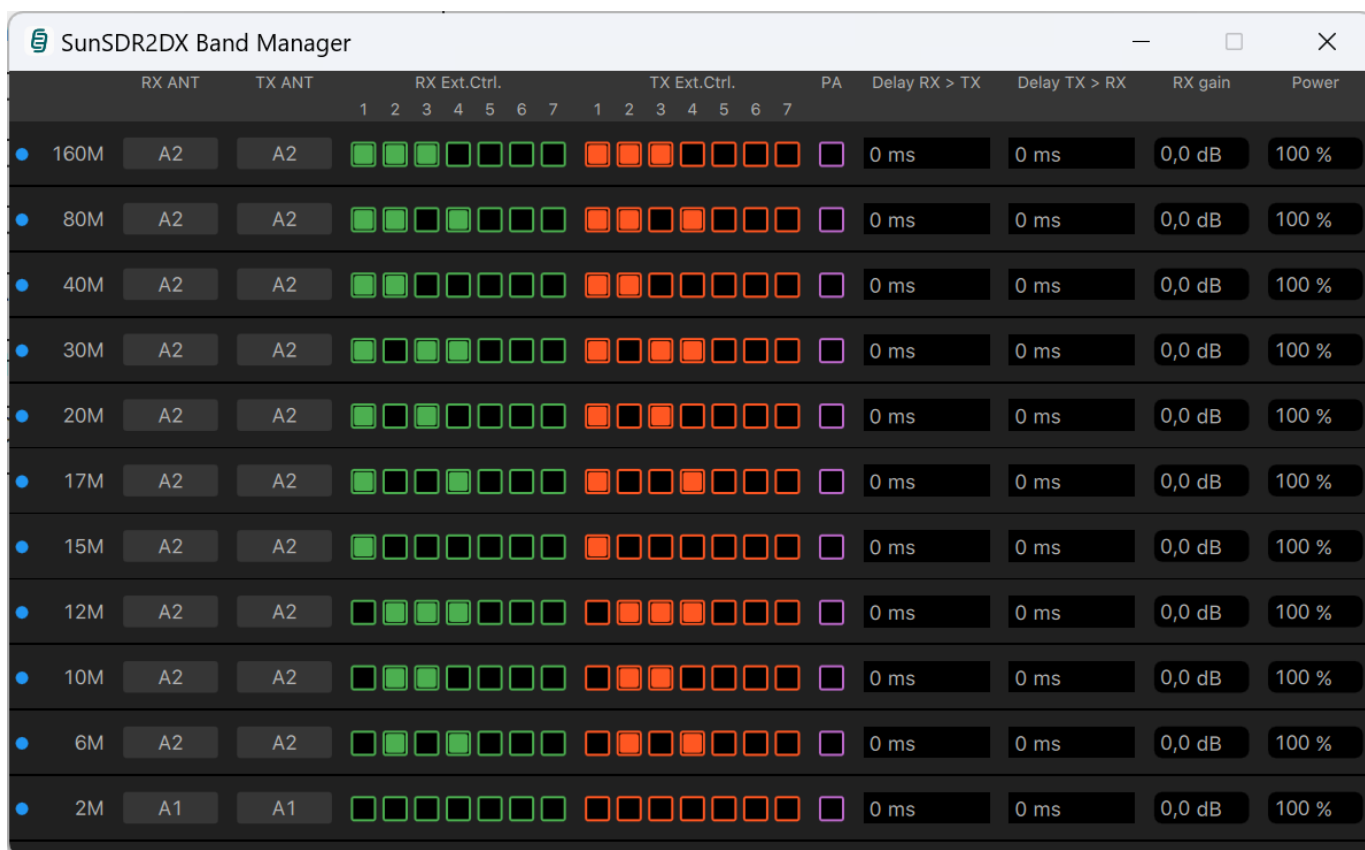 SunSDR2DX Band Manager
RX ANT TX ANT RX Ext.Ctrl. TX Ext.Ctrl. PA Delay RX > TX Delay TX > RX RX gain Power
1 2 3 4 5 6 7 1 2 3 4 5 6 7
160M A2 A2 0 ms 0 ms 0,0 dB 100 %
80M A2 A2 0 ms 0 ms 0,0 dB 100 %
40M A2 A2 0 ms 0 ms 0,0 dB 100 %
30M A2 A2 0 ms 0 ms 0,0 dB 100 %
20M A2 A2 0 ms 0 ms 0,0 dB 100 %
17M A2 A2 0 ms 0 ms 0,0 dB 100 %
15M A2 A2 0 ms 0 ms 0,0 dB 100 %
12M A2 A2 0 ms 0 ms 0,0 dB 100 %
10M A2 A2 0 ms 0 ms 0,0 dB 100 %
6M A2 A2 0 ms 0 ms 0,0 dB 100 %
2M A1 A1 0 ms 0 ms 0,0 dB 100 %